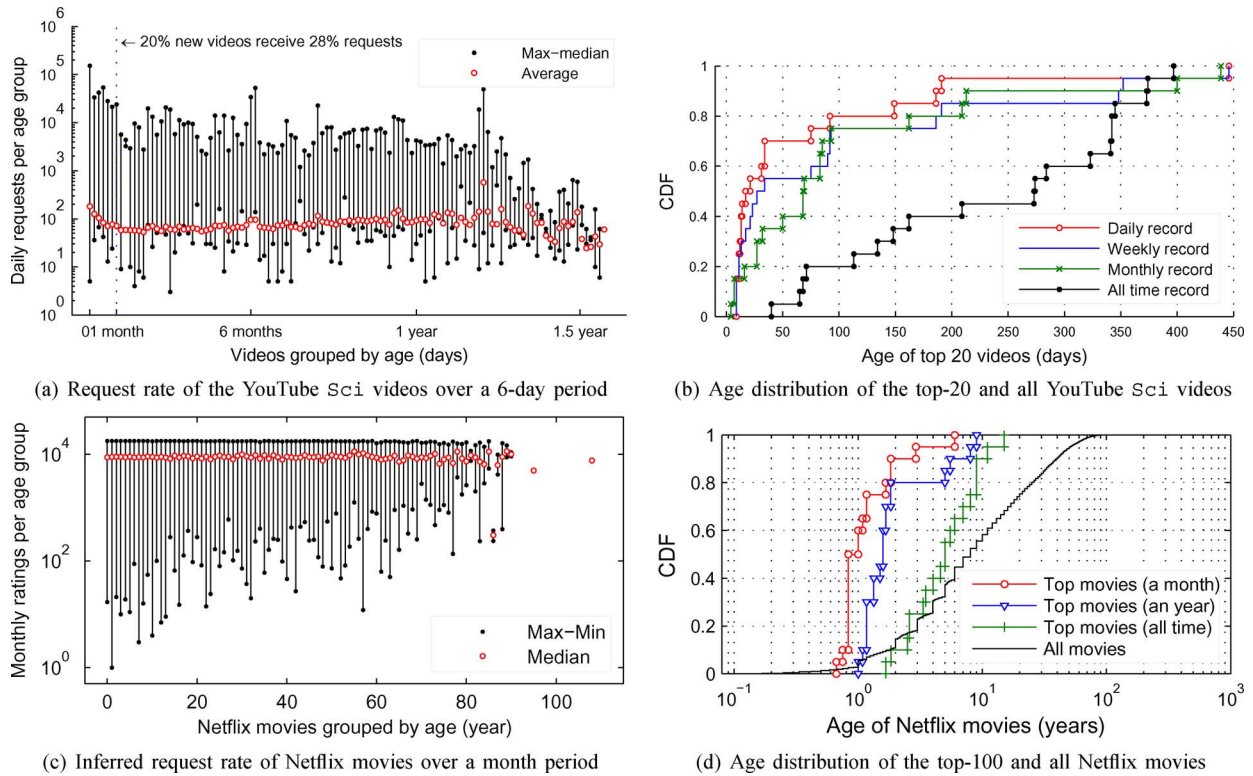 Daily requests per age group
10^6
10^5
10^4
10^3
10^2
10^1
10^0
← 20% new videos receive 28% requests
Max−median
Average
01 month
6 months
1 year
1.5 year
Videos grouped by age (days)
(a) Request rate of the YouTube Sci videos over a 6-day period
CDF
1
0.8
0.6
0.4
0.2
0
Daily record
Weekly record
Monthly record
All time record
0 50 100 150 200 250 300 350 400 450
Age of top 20 videos (days)
(b) Age distribution of the top-20 and all YouTube Sci videos
Monthly ratings per age group
10^4
10^2
10^0
Max−Min
Median
0 20 40 60 80 100
Netflix movies grouped by age (year)
(c) Inferred request rate of Netflix movies over a month period
CDF
1
0.8
0.6
0.4
0.2
0
Top movies (a month)
Top movies (an year)
Top movies (all time)
All movies
10^−1 10^0 10^1 10^2 10^3
Age of Netflix movies (years)
(d) Age distribution of the top-100 and all Netflix movies